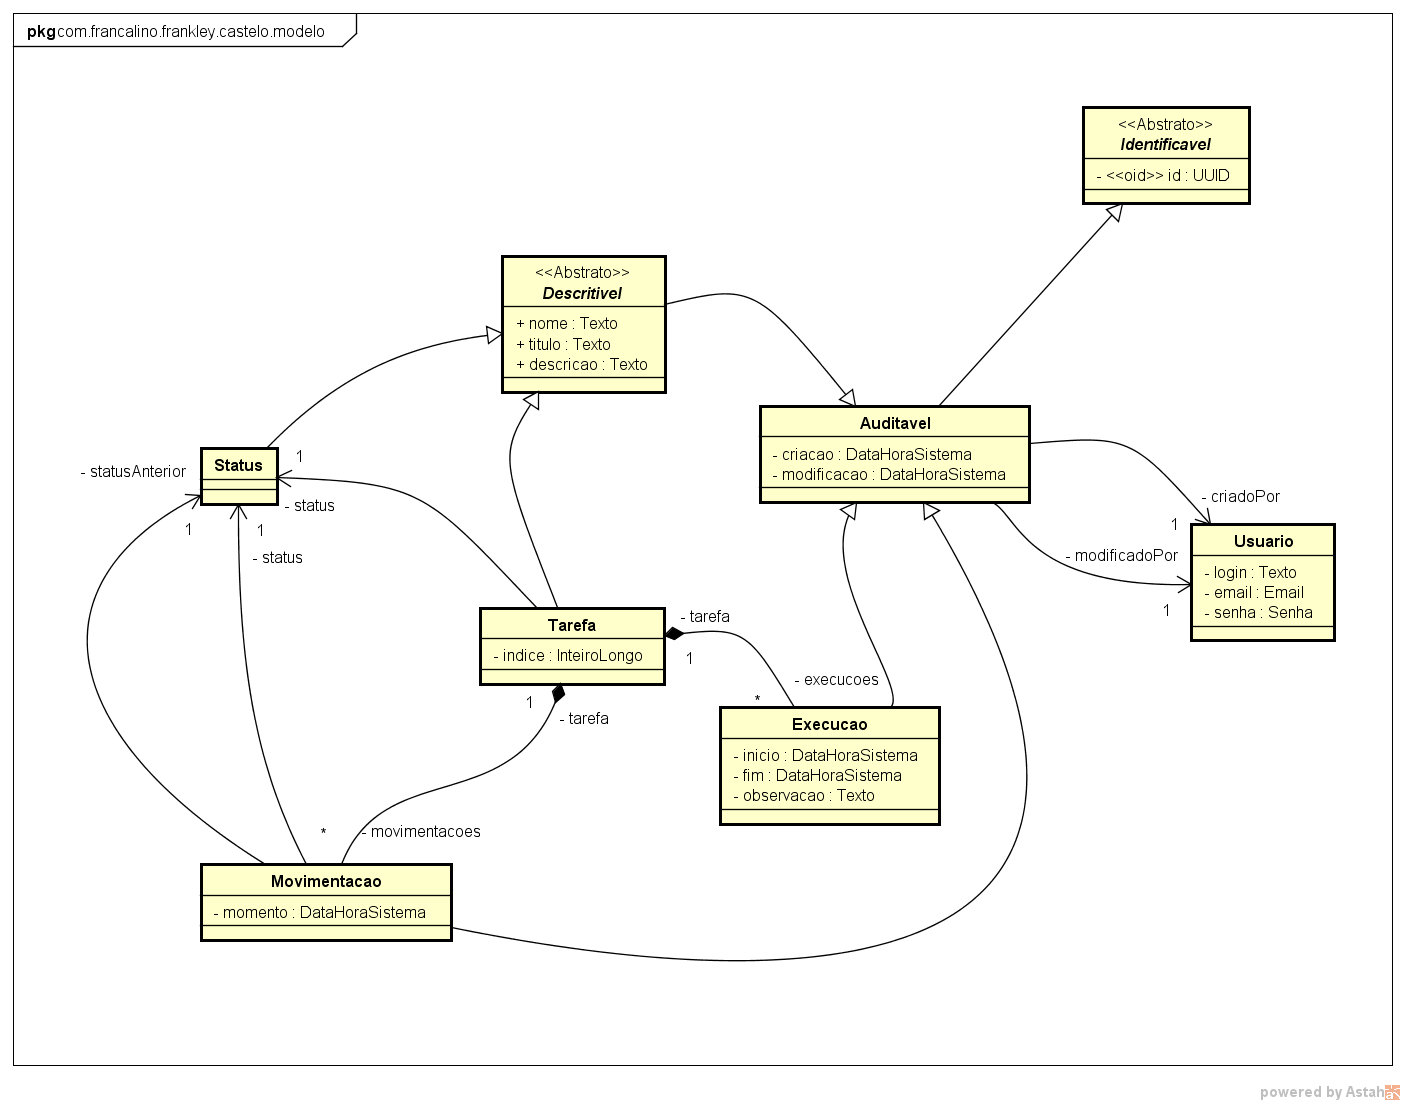 pkg com.francalino.frankley.castelo.modelo
<<Abstrato>>
Identificavel
- <<oid>> id : UUID
<<Abstrato>>
Descritivel
+ nome : Texto
+ titulo : Texto
+ descricao : Texto
Auditavel
- criacao : DataHoraSistema
- modificacao : DataHoraSistema
Status
1
- statusAnterior
- status
1
1
- status
- criadoPor
1
- modificadoPor
1
Usuario
- login : Texto
- email : Email
- senha : Senha
Tarefa
- indice : InteiroLongo
- tarefa
1
- execucoes
*
1
- tarefa
Execucao
- inicio : DataHoraSistema
- fim : DataHoraSistema
- observacao : Texto
*
- movimentacoes
Movimentacao
- momento : DataHoraSistema
powered by Astah